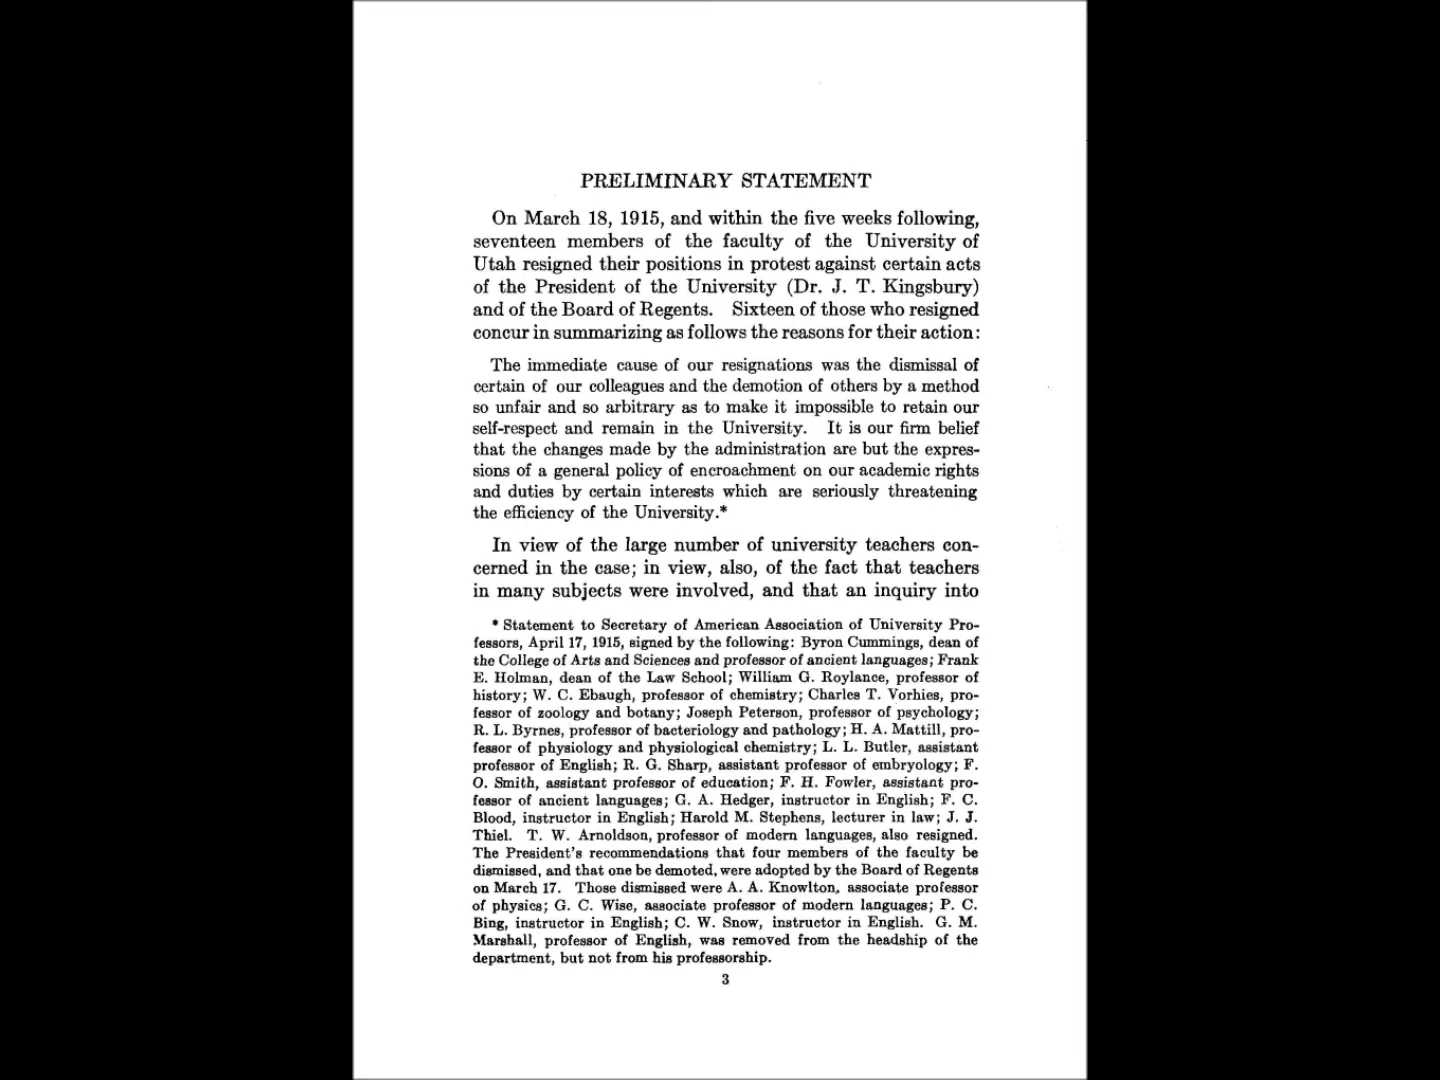 PRELIMINARY STATEMENT
On March 18, 1915, and within the five weeks following,
seventeen members of the faculty of the University of
Utah resigned their positions in protest against certain acts
of the President of the University (Dr. J. T. Kingsbury)
and of the Board of Regents. Sixteen of those who resigned
concur in summarizing as follows the reasons for their action:
The immediate cause of our resignations was the dismissal of
certain of our colleagues and the demotion of others by a method
so unfair and so arbitrary as to make it impossible to retain our
self-respect and remain in the University. It is our firm belief
that the changes made by the administration are but the expres-
sions of a general policy of encroachment on our academic rights
and duties by certain interests which are seriously threatening
the efficiency of the University.*
In view of the large number of university teachers con-
cerned in the case; in view, also, of the fact that teachers
in many subjects were involved, and that an inquiry into
* Statement to Secretary of American Association of University Pro-
fessors, April 17, 1915, signed by the following: Byron Cummings, dean of
the College of Arts and Sciences and professor of ancient languages; Frank
E. Holman, dean of the Law School; William G. Roylance, professor of
history; W. C. Ebaugh, professor of chemistry; Charles T. Vorhies, pro-
fessor of zoology and botany; Joseph Peterson, professor of psychology;
R. L. Byrnes, professor of bacteriology and pathology; H. A. Mattill, pro-
fessor of physiology and physiological chemistry; L. L. Butler, assistant
professor of English; R. G. Sharp, assistant professor of embryology; F.
O. Smith, assistant professor of education; F. H. Fowler, assistant pro-
fessor of ancient languages; G. A. Hedger, instructor in English; F. C.
Blood, instructor in English; Harold M. Stephens, lecturer in law; J. J.
Thiel. T. W. Arnoldson, professor of modern languages, also resigned.
The President's recommendations that four members of the faculty be
dismissed, and that one be demoted, were adopted by the Board of Regents
on March 17. Those dismissed were A. A. Knowlton, associate professor
of physics; G. C. Wise, associate professor of modern languages; P. C.
Bing, instructor in English; C. W. Snow, instructor in English. G. M.
Marshall, professor of English, was removed from the headship of the
department, but not from his professorship.
3